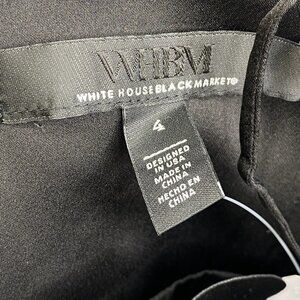 WHBM
WHITE HOUSE BLACK MARKET®
4
DESIGNED
IN USA
MADE IN
CHINA
HECHO EN
CHINA